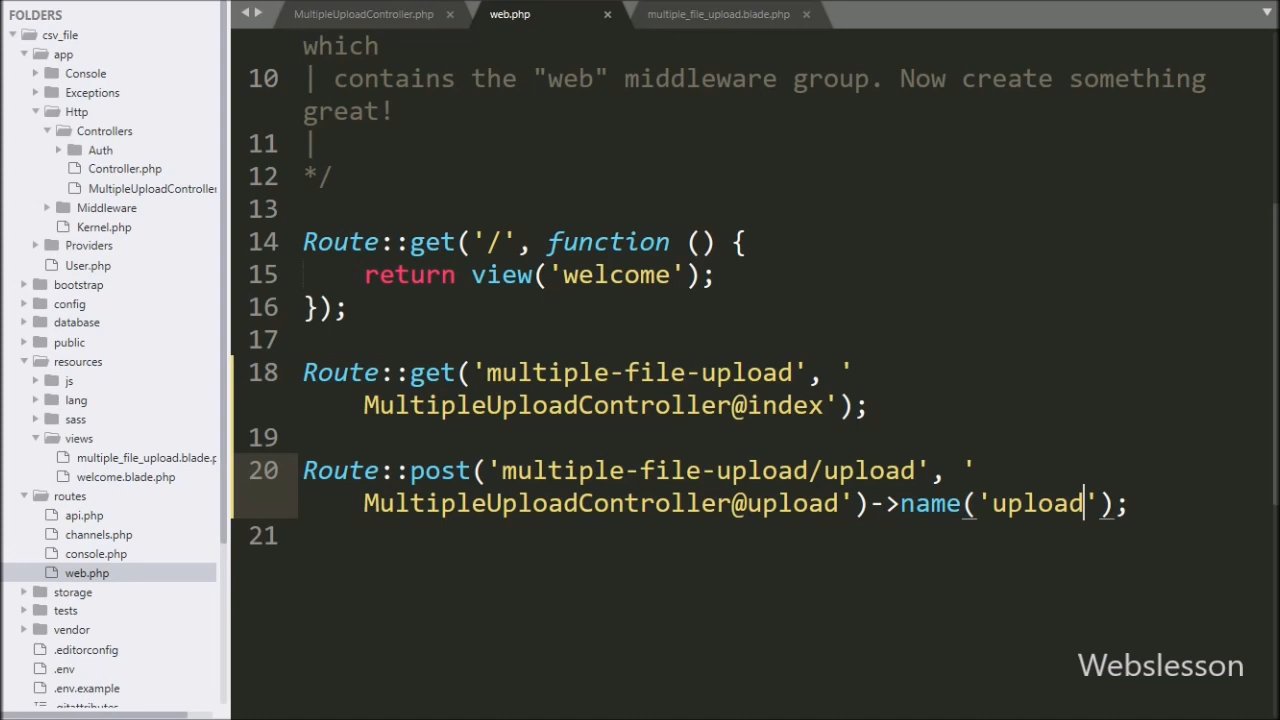 FOLDERS
csv_file
app
Console
Exceptions
Http
Controllers
Auth
Controller.php
MultipleUploadController
Middleware
Kernel.php
Providers
User.php
bootstrap
config
database
public
resources
js
lang
sass
views
multiple_file_upload.blade.p
welcome.blade.php
routes
api.php
channels.php
console.php
web.php
storage
tests
vendor
.editorconfig
.env
.env.example
.gitattributes
MultipleUploadController.php × web.php × multiple_file_upload.blade.php ×
which
10 | contains the "web" middleware group. Now create something
great!
11 |
12 */
13
14 Route::get('/', function () {
15 return view('welcome');
16 });
17
18 Route::get('multiple-file-upload', '
MultipleUploadController@index');
19
20 Route::post('multiple-file-upload/upload', '
MultipleUploadController@upload')->name('upload');
21
Webslesson